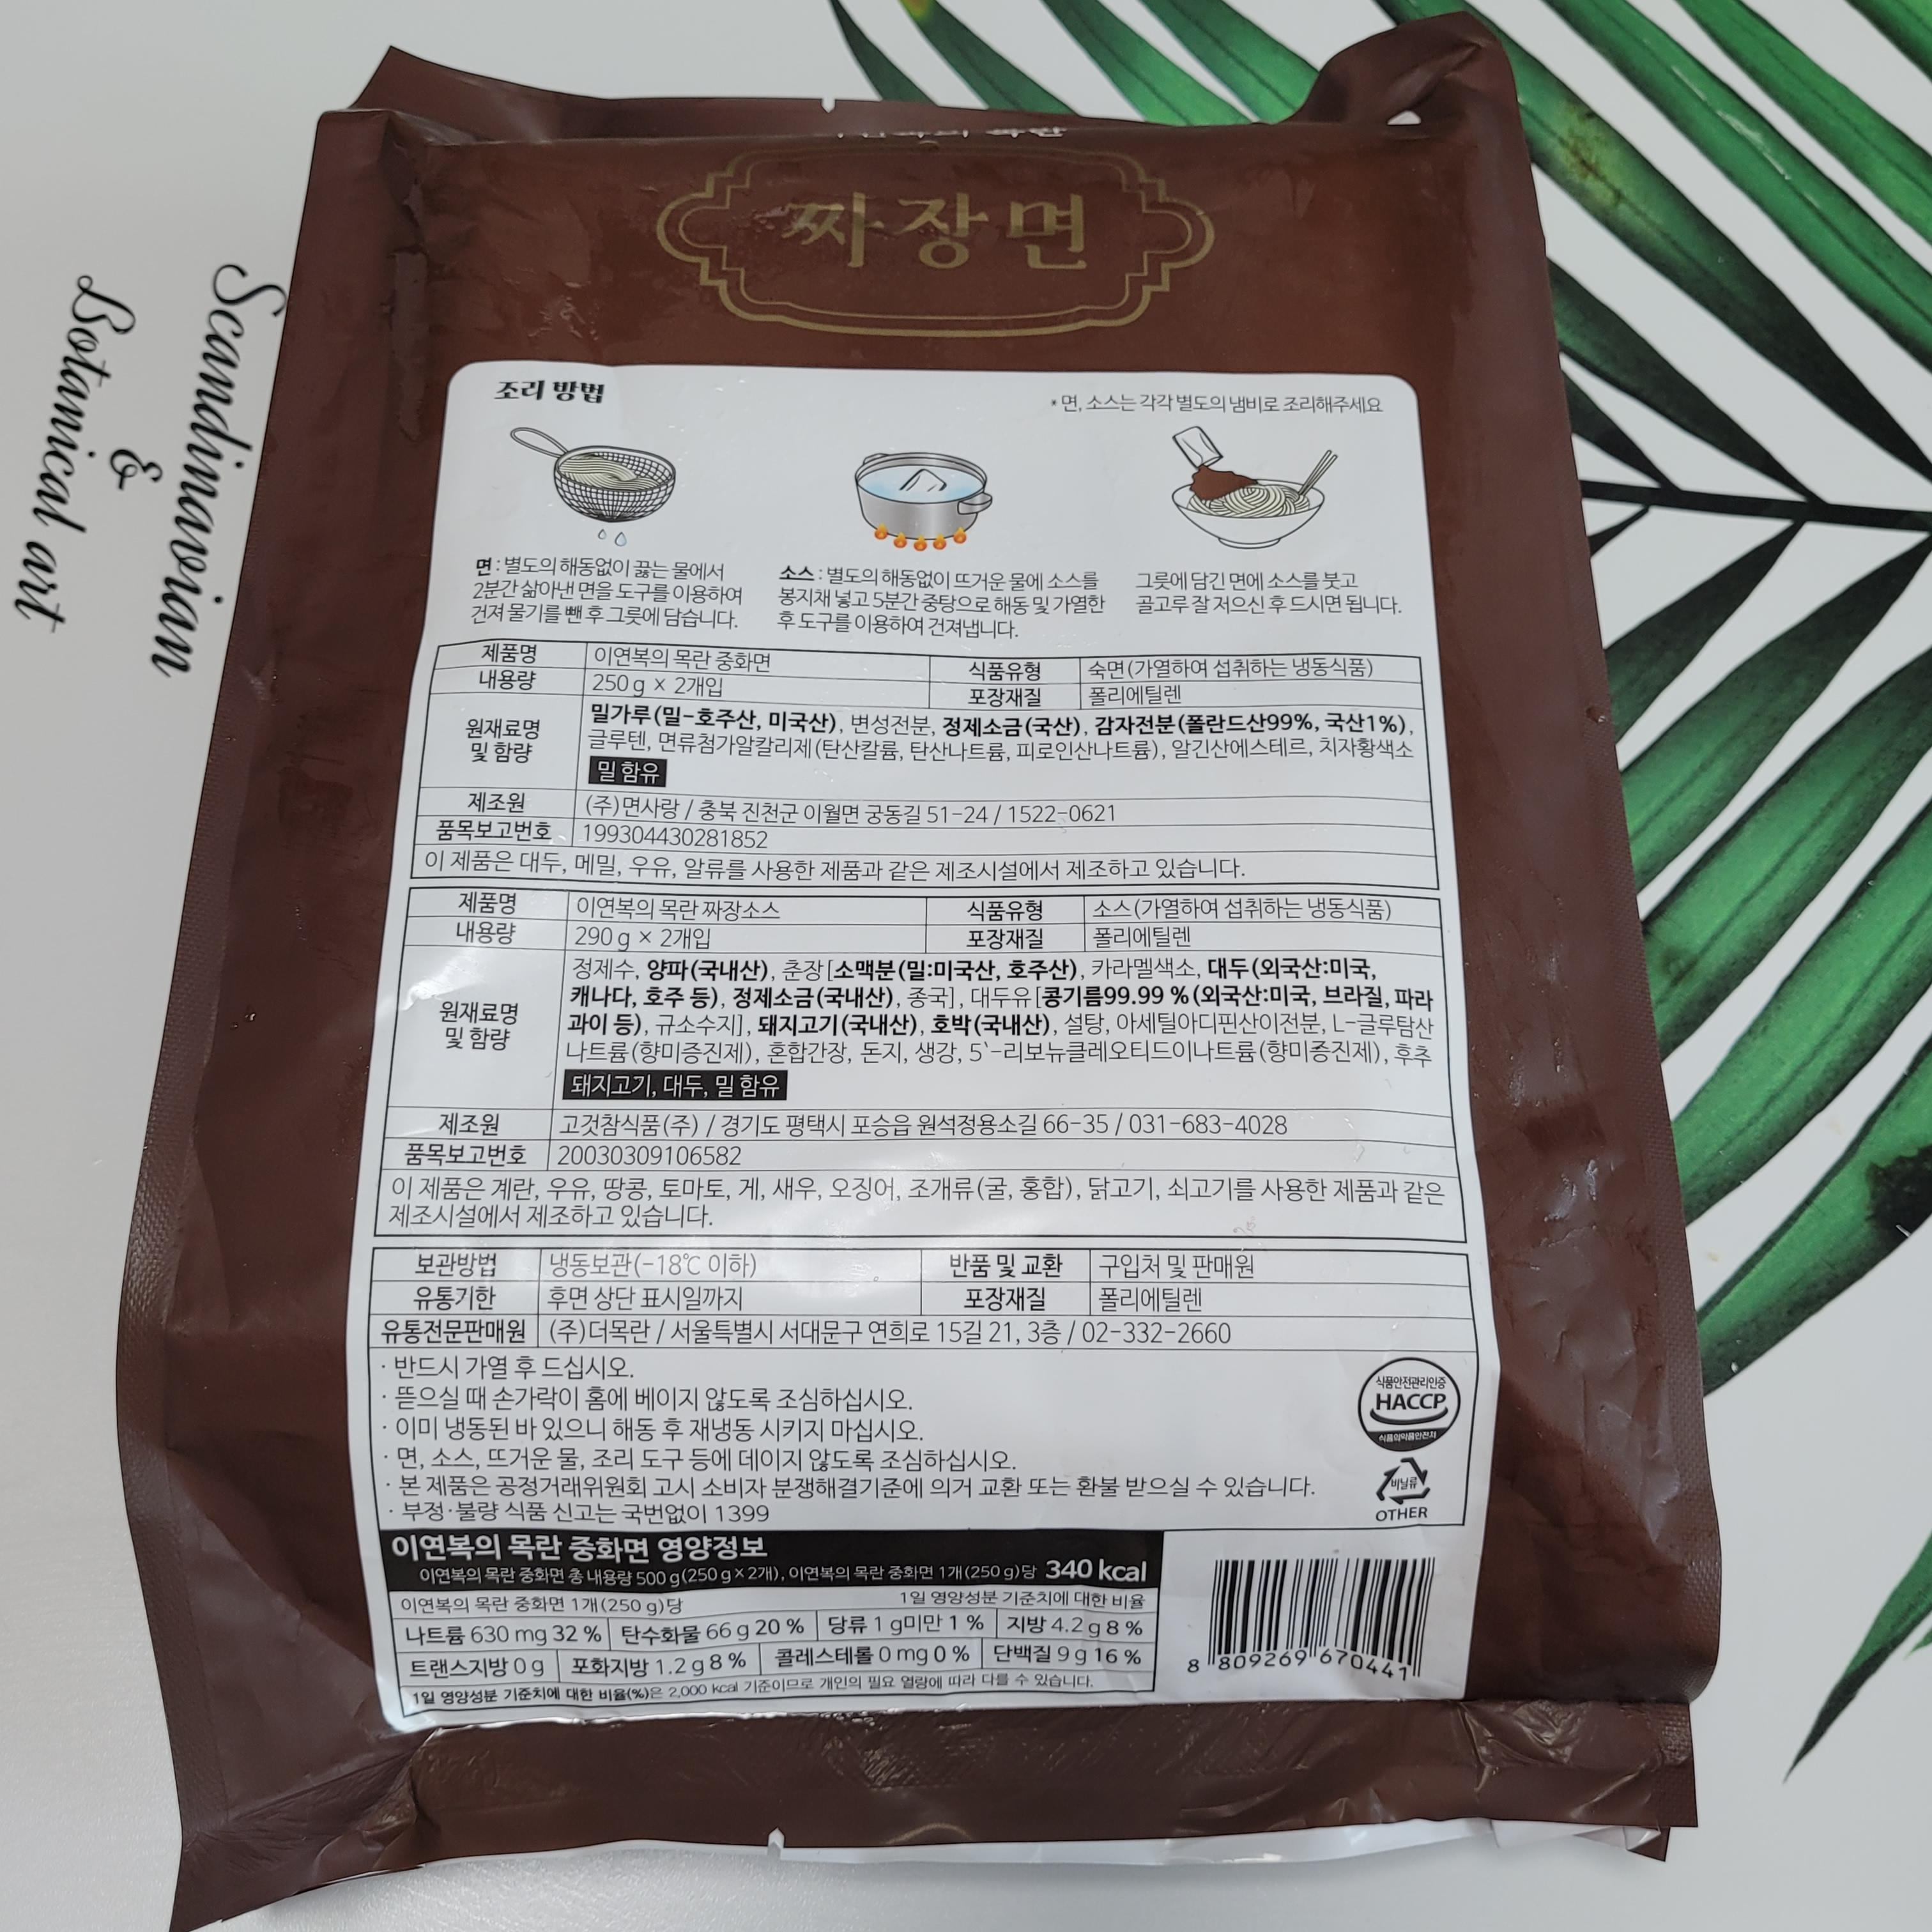 짜장면
조리 방법
* 면, 소스는 각각 별도의 냄비로 조리해주세요
면 : 별도의 해동없이 끓는 물에서
2분간 삶아낸 면을 도구를 이용하여
건져 물기를 뺀 후 그릇에 담습니다.
소스 : 별도의 해동없이 뜨거운 물에 소스를
봉지채 넣고 5분간 중탕으로 해동 및 가열한
후 도구를 이용하여 건져냅니다.
그릇에 담긴 면에 소스를 붓고
골고루 잘 저으신 후 드시면 됩니다.
제품명 이연복의 목란 중화면 식품유형 숙면(가열하여 섭취하는 냉동식품)
내용량 250 g × 2개입 포장재질 폴리에틸렌
원재료명
및 함량
밀가루(밀-호주산, 미국산), 변성전분, 정제소금(국산), 감자전분(폴란드산99%, 국산1%),
글루텐, 면류첨가알칼리제(탄산칼륨, 탄산나트륨, 피로인산나트륨), 알긴산에스테르, 치자황색소
밀 함유
제조원 (주)면사랑 / 충북 진천군 이월면 궁동길 51-24 / 1522-0621
품목보고번호 199304430281852
이 제품은 대두, 메밀, 우유, 알류를 사용한 제품과 같은 제조시설에서 제조하고 있습니다.
제품명 이연복의 목란 짜장소스 식품유형 소스(가열하여 섭취하는 냉동식품)
내용량 290 g × 2개입 포장재질 폴리에틸렌
원재료명
및 함량
정제수, 양파(국내산), 춘장[소맥분(밀:미국산, 호주산), 카라멜색소, 대두(외국산:미국,
캐나다, 호주 등), 정제소금(국내산), 종국], 대두유[콩기름99.99 %(외국산:미국, 브라질, 파라
과이 등), 규소수지], 돼지고기(국내산), 호박(국내산), 설탕, 아세틸아디핀산이전분, L-글루탐산
나트륨(향미증진제), 혼합간장, 돈지, 생강, 5`-리보뉴클레오티드이나트륨(향미증진제), 후추
돼지고기, 대두, 밀 함유
제조원 고것참식품(주) / 경기도 평택시 포승읍 원석정용소길 66-35 / 031-683-4028
품목보고번호 20030309106582
이 제품은 계란, 우유, 땅콩, 토마토, 게, 새우, 오징어, 조개류(굴, 홍합), 닭고기, 쇠고기를 사용한 제품과 같은
제조시설에서 제조하고 있습니다.
보관방법 냉동보관(-18℃ 이하) 반품 및 교환 구입처 및 판매원
유통기한 후면 상단 표시일까지 포장재질 폴리에틸렌
유통전문판매원 (주)더목란 / 서울특별시 서대문구 연희로 15길 21, 3층 / 02-332-2660
· 반드시 가열 후 드십시오.
· 뜯으실 때 손가락이 홈에 베이지 않도록 조심하십시오.
· 이미 냉동된 바 있으니 해동 후 재냉동 시키지 마십시오.
· 면, 소스, 뜨거운 물, 조리 도구 등에 데이지 않도록 조심하십시오.
· 본 제품은 공정거래위원회 고시 소비자 분쟁해결기준에 의거 교환 또는 환불 받으실 수 있습니다.
· 부정·불량 식품 신고는 국번없이 1399
식품안전관리인증
HACCP
식품의약품안전처
비닐류
OTHER
이연복의 목란 중화면 영양정보
이연복의 목란 중화면 총 내용량 500 g(250 g × 2개), 이연복의 목란 중화면 1개(250 g)당 340 kcal
이연복의 목란 중화면 1개(250 g)당 1일 영양성분 기준치에 대한 비율
나트륨 630 mg 32 % 탄수화물 66 g 20 % 당류 1 g미만 1 % 지방 4.2 g 8 %
트랜스지방 0 g 포화지방 1.2 g 8 % 콜레스테롤 0 mg 0 % 단백질 9 g 16 %
1일 영양성분 기준치에 대한 비율(%)은 2,000 kcal 기준이므로 개인의 필요 열량에 따라 다를 수 있습니다.
8 809269 670441
Scandinavian
&
Botanical art